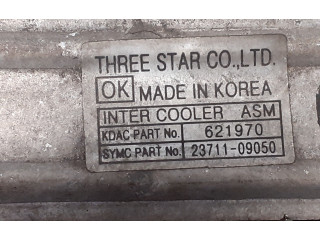 THREE STAR CO.,LTD.
OK MADE IN KOREA
INTER COOLER ASM
KDAC PART No. 621970
SYMC PART No. 23711-09050